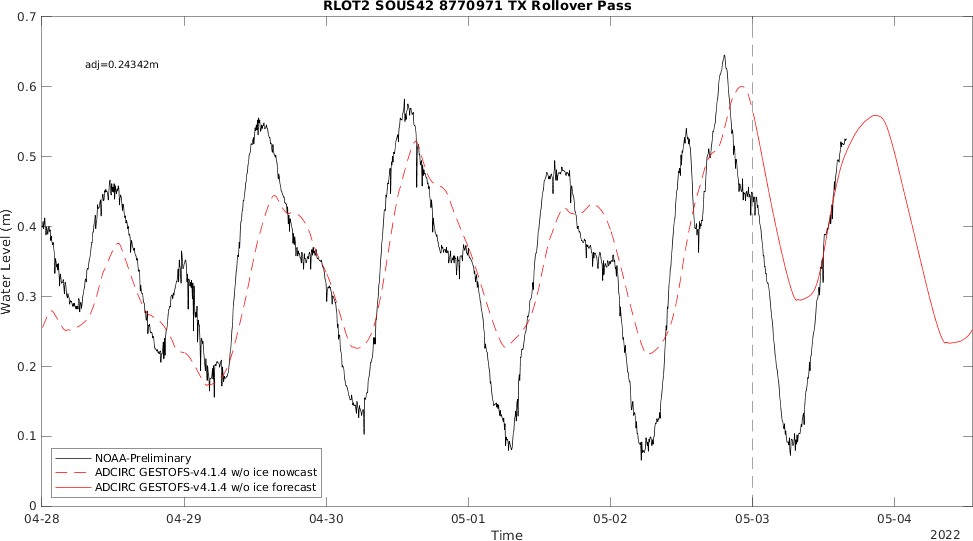 RLOT2 SOUS42 8770971 TX Rollover Pass
0.7
0.6
0.5
0.4
0.3
0.2
0.1
0
Water Level (m)
adj=0.24342m
NOAA-Preliminary
ADCIRC GESTOFS-v4.1.4 w/o ice nowcast
ADCIRC GESTOFS-v4.1.4 w/o ice forecast
04-28 04-29 04-30 05-01 05-02 05-03 05-04
Time
2022